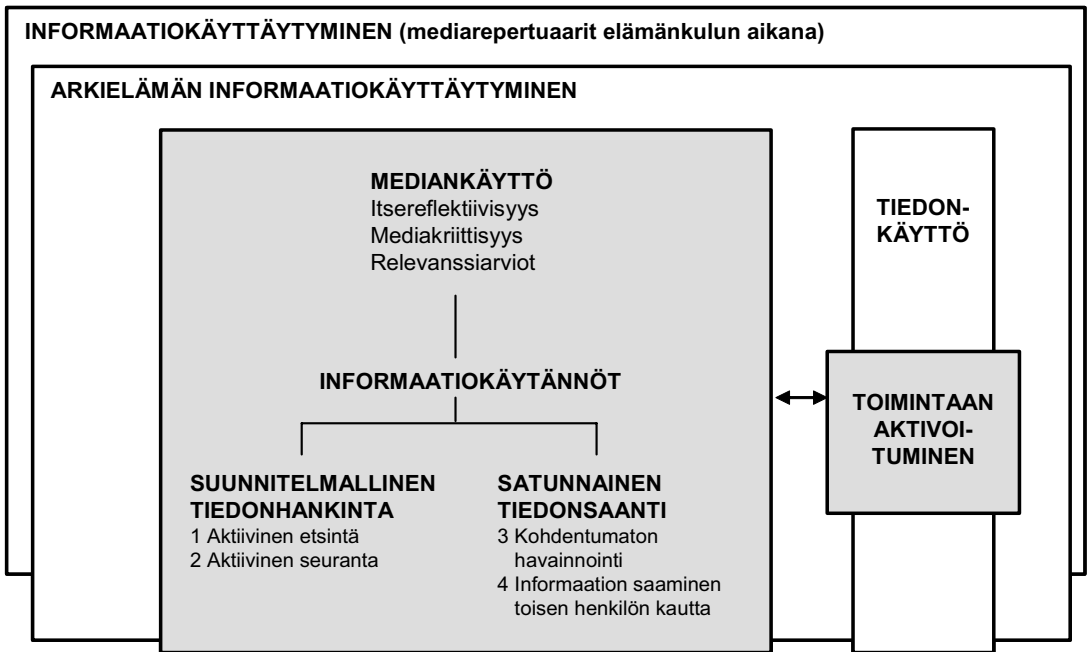 INFORMAATIOKÄYTTÄYTYMINEN (mediarepertuaarit elämänkulun aikana)
ARKIELÄMÄN INFORMAATIOKÄYTTÄYTYMINEN
MEDIANKÄYTTÖ
Itsereflektiivisyys
Mediakriittisyys
Relevanssiarviot
INFORMAATIOKÄYTÄNNÖT
SUUNNITELMALLINEN
TIEDONHANKINTA
1 Aktiivinen etsintä
2 Aktiivinen seuranta
SATUNNAINEN
TIEDONSAANTI
3 Kohdentumaton
havainnointi
4 Informaation saaminen
toisen henkilön kautta
TIEDON-
KÄYTTÖ
TOIMINTAAN
AKTIVOI-
TUMINEN